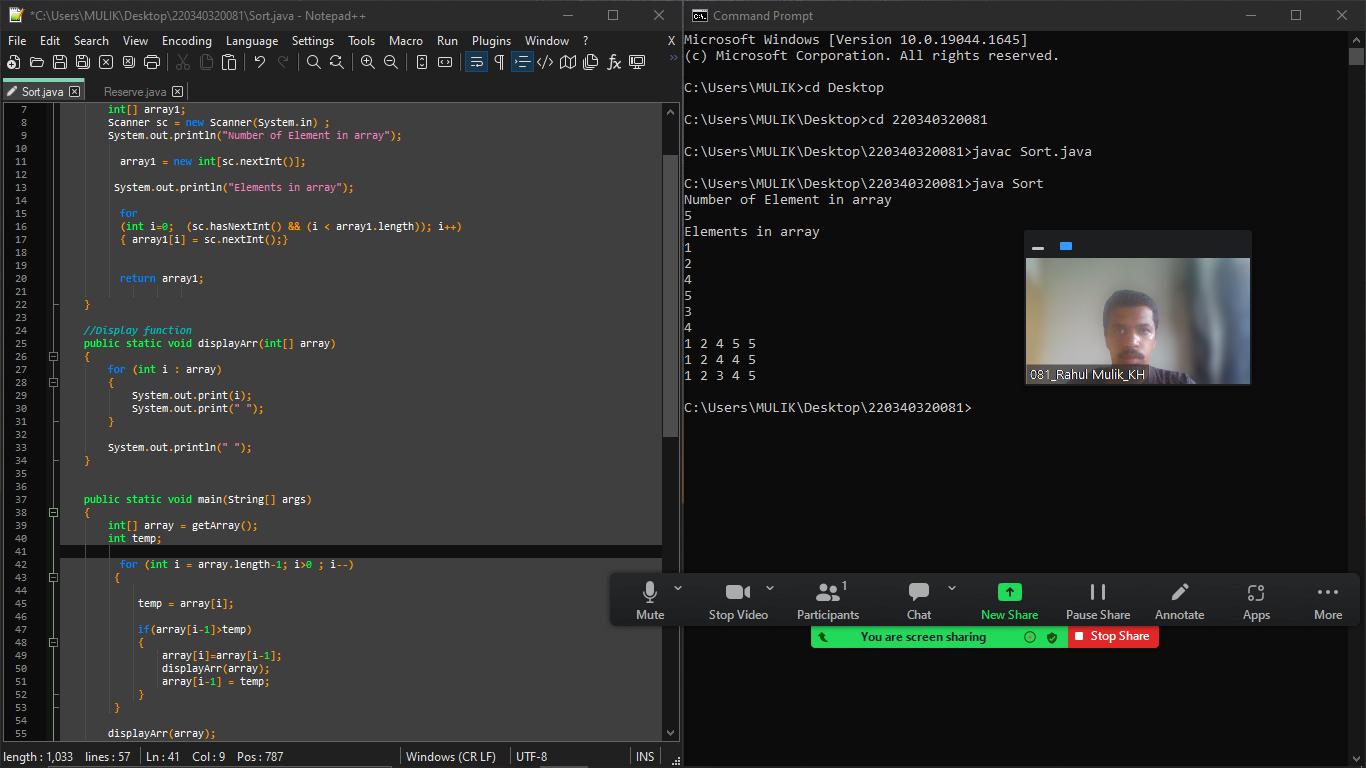 *C:\Users\MULIK\Desktop\220340320081\Sort.java - Notepad++
File Edit Search View Encoding Language Settings Tools Macro Run Plugins Window ? X
Sort.java Reserve.java
7 int[] array1;
8 Scanner sc = new Scanner(System.in) ;
9 System.out.println("Number of Element in array");
10
11 array1 = new int[sc.nextInt()];
12
13 System.out.println("Elements in array");
14
15 for
16 (int i=0; (sc.hasNextInt() && (i < array1.length)); i++)
17 { array1[i] = sc.nextInt();}
18
19
20 return array1;
21
22 }
23
24 //Display function
25 public static void displayArr(int[] array)
26 {
27 for (int i : array)
28 {
29 System.out.print(i);
30 System.out.print(" ");
31 }
32
33 System.out.println(" ");
34 }
35
36
37 public static void main(String[] args)
38 {
39 int[] array = getArray();
40 int temp;
41
42 for (int i = array.length-1; i>0 ; i--)
43 {
44
45 temp = array[i];
46
47 if(array[i-1]>temp)
48 {
49 array[i]=array[i-1];
50 displayArr(array);
51 array[i-1] = temp;
52 }
53 }
54
55 displayArr(array);
length : 1,033 lines : 57 Ln : 41 Col : 9 Pos : 787 Windows (CR LF) UTF-8 INS
Command Prompt
Microsoft Windows [Version 10.0.19044.1645]
(c) Microsoft Corporation. All rights reserved.
C:\Users\MULIK>cd Desktop
C:\Users\MULIK\Desktop>cd 220340320081
C:\Users\MULIK\Desktop\220340320081>javac Sort.java
C:\Users\MULIK\Desktop\220340320081>java Sort
Number of Element in array
5
Elements in array
1
2
4
5
3
4
1 2 4 5 5
1 2 4 4 5
1 2 3 4 5
C:\Users\MULIK\Desktop\220340320081>
081_Rahul Mulik_KH
1
Mute Stop Video Participants Chat New Share Pause Share Annotate Apps More
You are screen sharing Stop Share